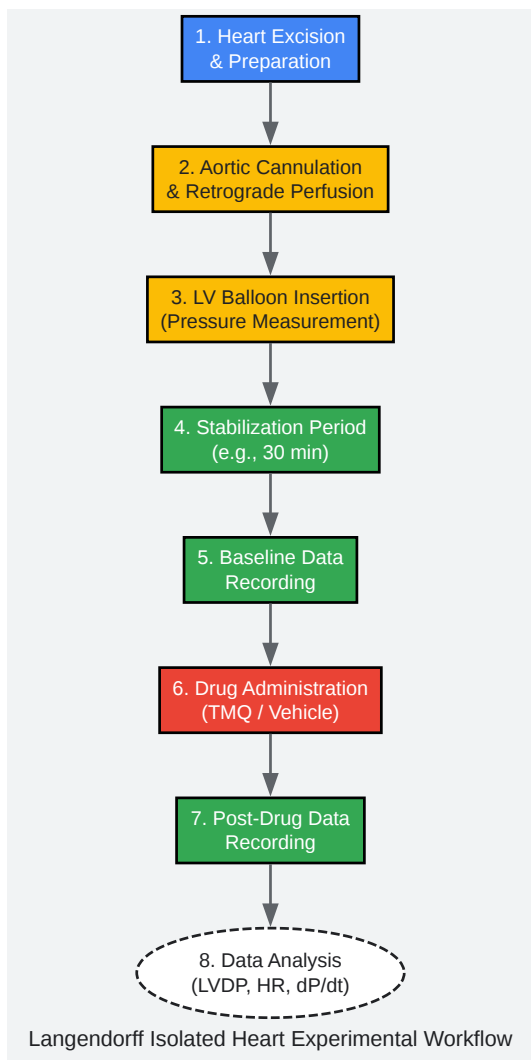 1. Heart Excision
& Preparation
2. Aortic Cannulation
& Retrograde Perfusion
3. LV Balloon Insertion
(Pressure Measurement)
4. Stabilization Period
(e.g., 30 min)
5. Baseline Data
Recording
6. Drug Administration
(TMQ / Vehicle)
7. Post-Drug Data
Recording
8. Data Analysis
(LVDP, HR, dP/dt)
Langendorff Isolated Heart Experimental Workflow